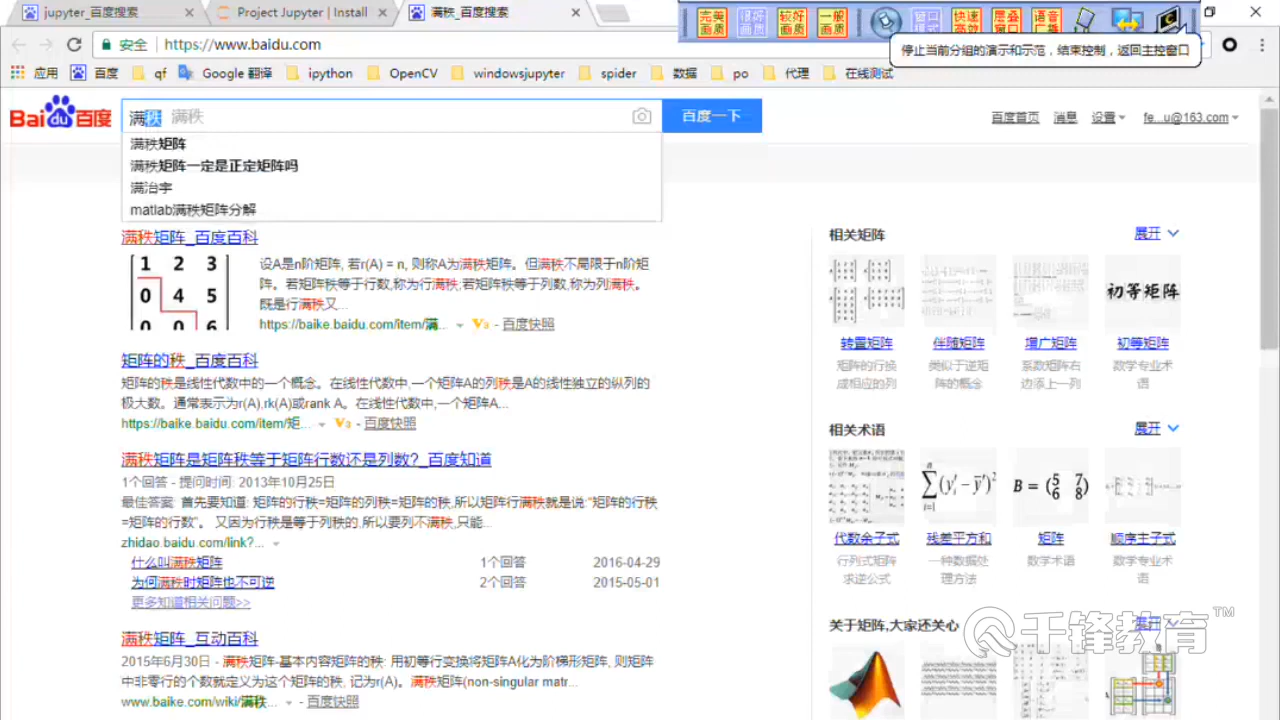 jupyter_百度搜索
Project Jupyter | Install
满秩_百度搜索
完美画质
很好画质
较好画质
一般画质
窗口模式
快速高效
层叠窗口
语音广播
停止当前分组的演示和示范，结束控制，返回主控窗口
安全 https://www.baidu.com
应用 百度 qf Google 翻译 ipython OpenCV windowsjupyter spider 数据 po 代理 在线测试
Bai du 百度
满秩 满秩
百度一下
百度首页 消息 设置 fe...u@163.com
满秩矩阵
满秩矩阵一定是正定矩阵吗
满治宇
matlab满秩矩阵分解
满秩矩阵_百度百科
1 2 3
0 4 5
0 0 6
设A是n阶矩阵, 若r(A) = n, 则称A为满秩矩阵。但满秩不局限于n阶矩
阵。若矩阵秩等于行数,称为行满秩;若矩阵秩等于列数,称为列满秩。
既是行满秩又...
https://baike.baidu.com/item/满... V3 - 百度快照
矩阵的秩_百度百科
矩阵的秩是线性代数中的一个概念。在线性代数中,一个矩阵A的列秩是A的线性独立的纵列的
极大数。通常表示为r(A),rk(A)或rank A。在线性代数中,一个矩阵A...
https://baike.baidu.com/item/矩... V3 - 百度快照
满秩矩阵是矩阵秩等于矩阵行数还是列数?_百度知道
1个回答 - 提问时间: 2013年10月25日
最佳答案: 首先要知道: 矩阵的行秩=矩阵的列秩=矩阵的秩,所以矩阵行满秩就是说:"矩阵的行秩
=矩阵的行数"。 又因为行秩是等于列秩的,所以要列不满秩,只能...
zhidao.baidu.com/link?...
什么叫满秩矩阵 1个回答 2016-04-29
为何满秩时矩阵也不可逆 2个回答 2015-05-01
更多知道相关问题>>
满秩矩阵_互动百科
2015年6月30日 - 满秩矩阵-基本内容矩阵的秩: 用初等行变换将矩阵A化为阶梯形矩阵, 则矩阵
中非零行的个数就定义为这个矩阵的秩, 记为r(A)。满秩矩阵(non-singular matr...
www.baike.com/wiki/满秩... - 百度快照
相关矩阵 展开
初等矩阵
转置矩阵 伴随矩阵 增广矩阵 初等矩阵
矩阵的行换成相应的列
类似于逆矩阵的概念
系数矩阵右边添上一列
数学专业术语
相关术语 展开
代数余子式 残差平方和 矩阵 顺序主子式
行列式矩阵求逆公式
一种数据处理方法
数学术语
数学专业术语
关于矩阵,大家还关心 展开
千锋教育 TM